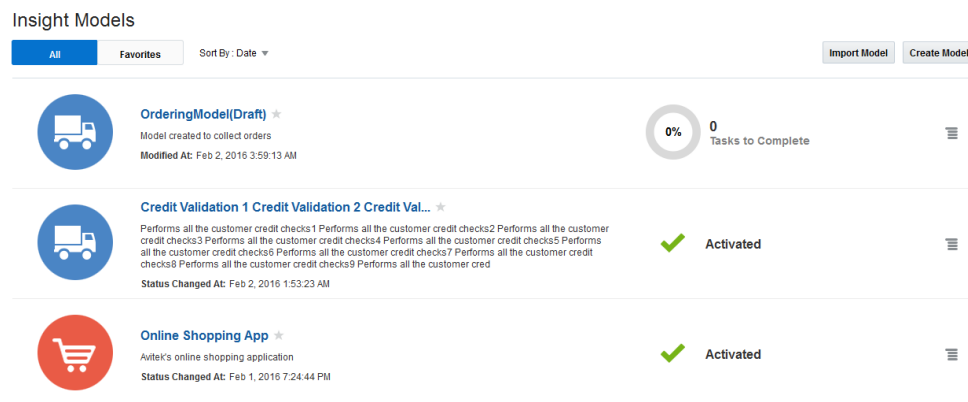 Insight Models
All Favorites Sort By : Date Import Model Create Model
OrderingModel(Draft)
Model created to collect orders
Modified At: Feb 2, 2016 3:59:13 AM
0%
0
Tasks to Complete
Credit Validation 1 Credit Validation 2 Credit Val...
Performs all the customer credit checks1 Performs all the customer credit checks2 Performs all the customer
credit checks3 Performs all the customer credit checks4 Performs all the customer credit checks5 Performs
all the customer credit checks6 Performs all the customer credit checks7 Performs all the customer credit
checks8 Performs all the customer credit checks9 Performs all the customer cred
Status Changed At: Feb 2, 2016 1:53:23 AM
Activated
Online Shopping App
Avitek's online shopping application
Status Changed At: Feb 1, 2016 7:24:44 PM
Activated